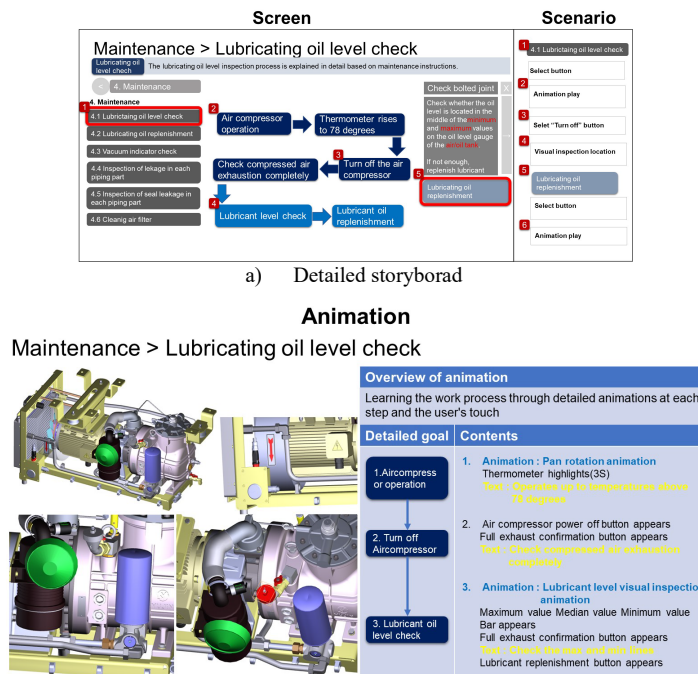 Screen
Scenario
Maintenance > Lubricating oil level check
Lubricating oil
level chech
The lubricating oil level inspection process is explained in detail based on maintenance instructions.
< 4. Maintenance
4. Maintenance
1
4.1 Lubrictaing oil level check
4.2 Lubricating oil replenishment
4.3 Vacuum indicator check
4.4 Inspection of lekage in each
piping part
4.5 Inspection of seal leakage in
each piping part
4.6 Cleanig air filter
2
Air compressor
operation
Thermometer rises
to 78 degrees
3
Turn off the air
compressor
Check compressed air
exhaustion completely
4
Lubricant level check
Lubricant oil
replenishment
Check bolted joint X
Check whether the oil
level is located in the
middle of the minimum
and maximum values
on the oil level gauge
of the
If not enough,
replenish lubricant
5
Lubricating oil
replenishment
1
4.1 Lubrictaing oil level check
Select button
2
Animation play
3
Selet "Turn off" button
4
Visual inspection location
5
Lubricating oil
replenishment
Select button
6
Animation play
a) Detailed storyborad
Animation
Maintenance > Lubricating oil level check
Overview of animation
Learning the work process through detailed animations at each
step and the user's touch
Detailed goal
Contents
1.Aircompress
or operation
1. Animation : Pan rotation animation
Thermometer highlights(3S)
Text : Operates up to temperatures above
78 degrees
2. Turn off
Aircompressor
2. Air compressor power off button appears
Full exhaust confirmation button appears
Text : Check compressed air exhaustion
completely
3. Lubricant oil
level check
3. Animation : Lubricant level visual inspectio
animation
Maximum value Median value Minimum value
Bar appears
Full exhaust confirmation button appears
Text : Check the max and min lines
Lubricant replenishment button appears